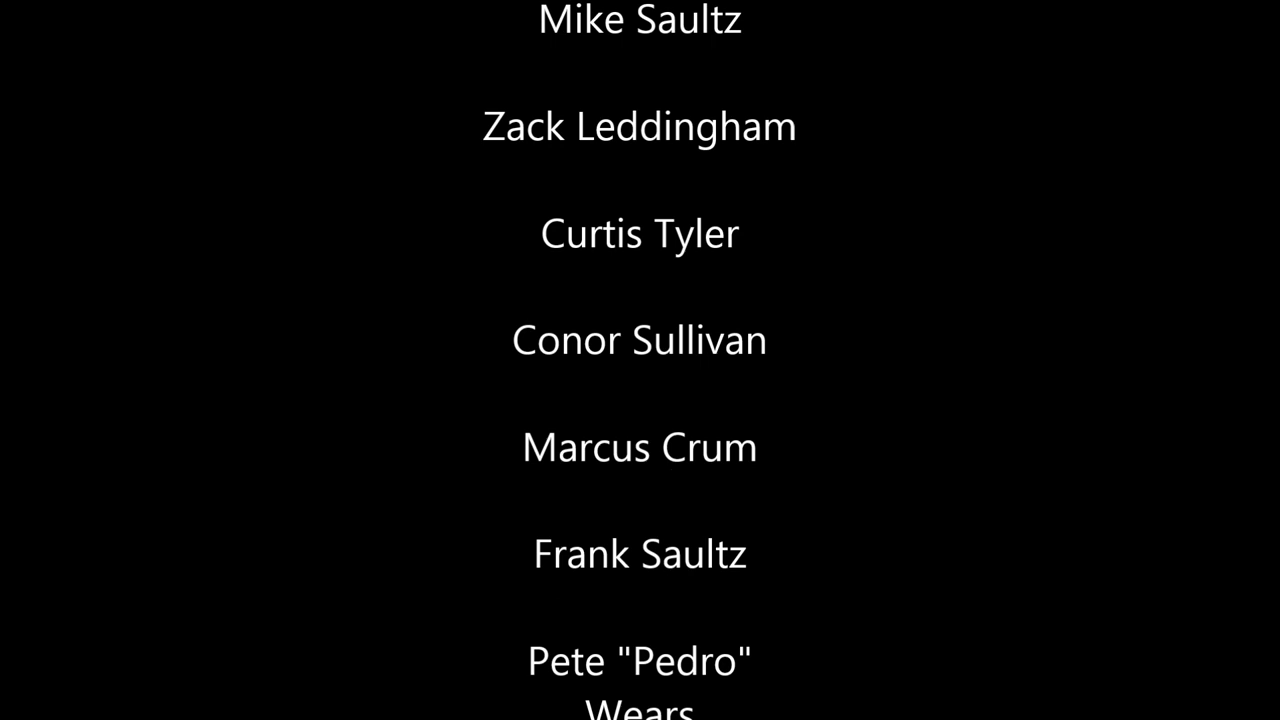 Mike Saultz
Zack Leddingham
Curtis Tyler
Conor Sullivan
Marcus Crum
Frank Saultz
Pete "Pedro"
Wears